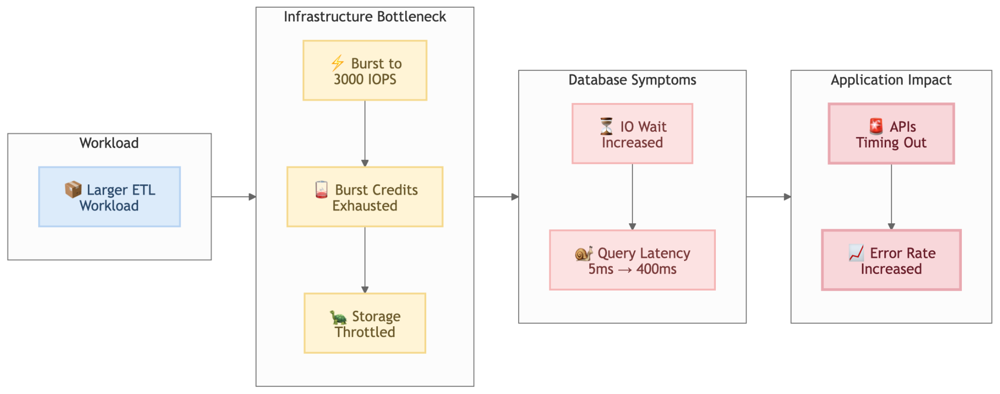 Workload
📦 Larger ETL
Workload
Infrastructure Bottleneck
⚡ Burst to
3000 IOPS
🪫 Burst Credits
Exhausted
🐢 Storage
Throttled
Database Symptoms
⏳ IO Wait
Increased
🐌 Query Latency
5ms → 400ms
Application Impact
🚨 APIs
Timing Out
📈 Error Rate
Increased